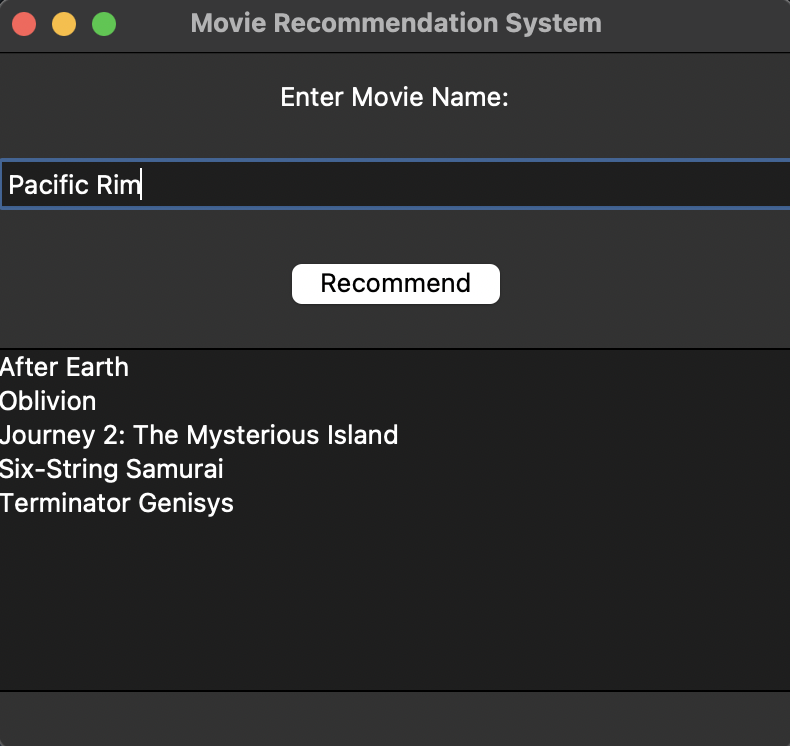 Movie Recommendation System
Enter Movie Name:
Pacific Rim
Recommend
After Earth
Oblivion
Journey 2: The Mysterious Island
Six-String Samurai
Terminator Genisys